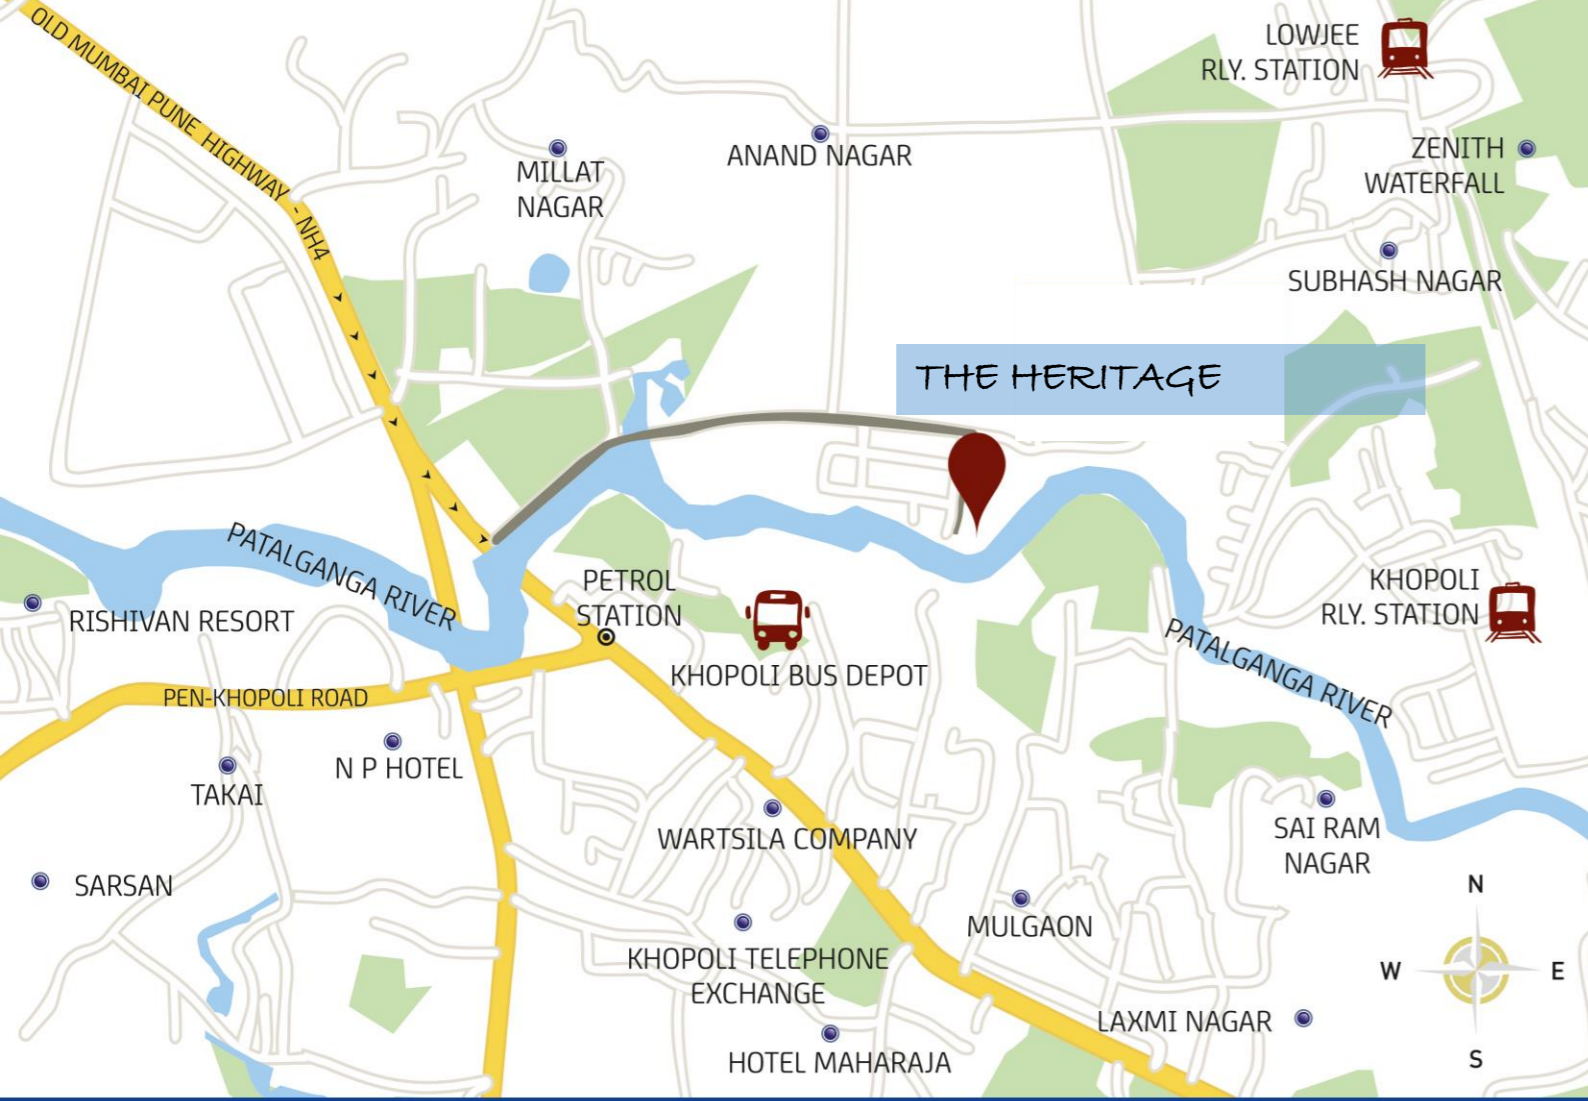 OLD MUMBAI PUNE HIGHWAY - NH4
LOWJEE
RLY. STATION
MILLAT
NAGAR
ANAND NAGAR
ZENITH
WATERFALL
SUBHASH NAGAR
THE HERITAGE
PATALGANGA RIVER
RISHIVAN RESORT
PETROL
STATION
KHOPOLI
RLY. STATION
KHOPOLI BUS DEPOT
PATALGANGA RIVER
PEN-KHOPOLI ROAD
N P HOTEL
TAKAI
WARTSILA COMPANY
SAI RAM
NAGAR
SARSAN
MULGAON
KHOPOLI TELEPHONE
EXCHANGE
LAXMI NAGAR
HOTEL MAHARAJA
N
W
E
S